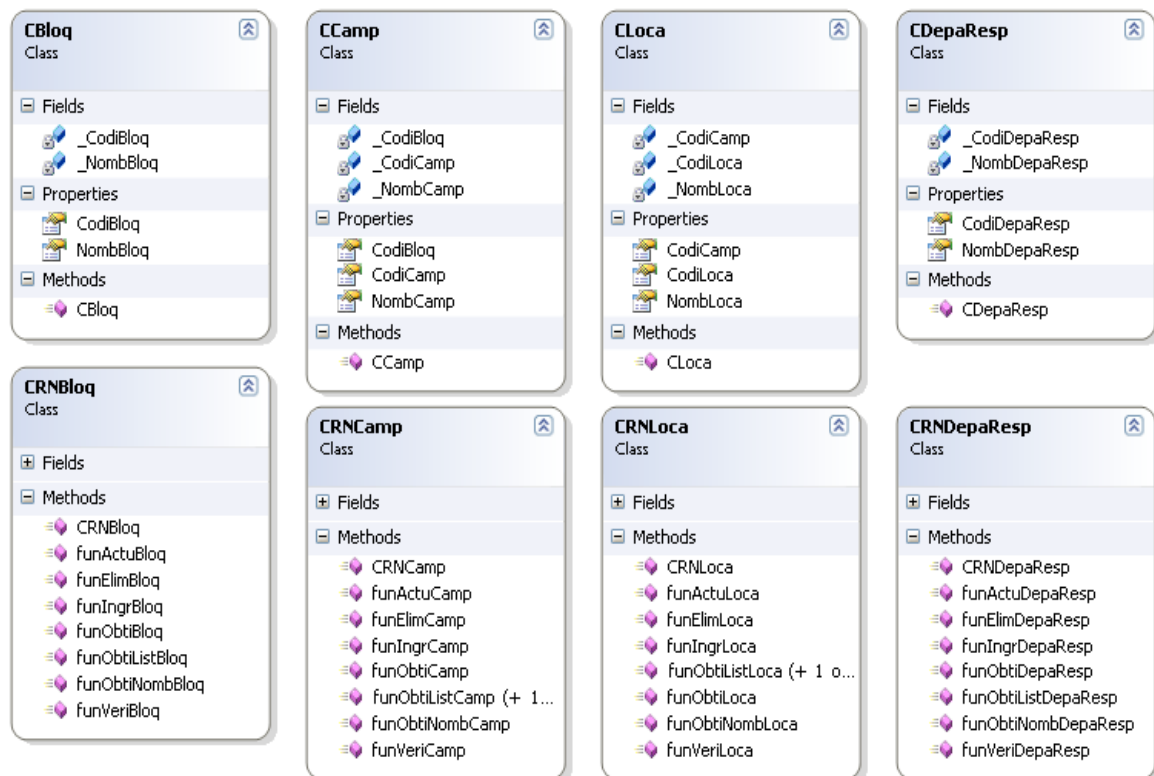 CBloq
Class
Fields
_CodiBloq
_NombBloq
Properties
CodiBloq
NombBloq
Methods
CBloq
CCamp
Class
Fields
_CodiBloq
_CodiCamp
_NombCamp
Properties
CodiBloq
CodiCamp
NombCamp
Methods
CCamp
CLoca
Class
Fields
_CodiCamp
_CodiLoca
_NombLoca
Properties
CodiCamp
CodiLoca
NombLoca
Methods
CLoca
CDepaResp
Class
Fields
_CodiDepaResp
_NombDepaResp
Properties
CodiDepaResp
NombDepaResp
Methods
CDepaResp
CRNBloq
Class
Fields
Methods
CRNBloq
funActuBloq
funElimBloq
funIngrBloq
funObtiBloq
funObtiListBloq
funObtiNombBloq
funVeriBloq
CRNCamp
Class
Fields
Methods
CRNCamp
funActuCamp
funElimCamp
funIngrCamp
funObtiCamp
funObtiListCamp (+ 1...
funObtiNombCamp
funVeriCamp
CRNLoca
Class
Fields
Methods
CRNLoca
funActuLoca
funElimLoca
funIngrLoca
funObtiListLoca (+ 1 o...
funObtiLoca
funObtiNombLoca
funVeriLoca
CRNDepaResp
Class
Fields
Methods
CRNDepaResp
funActuDepaResp
funElimDepaResp
funIngrDepaResp
funObtiDepaResp
funObtiListDepaResp
funObtiNombDepaResp
funVeriDepaResp